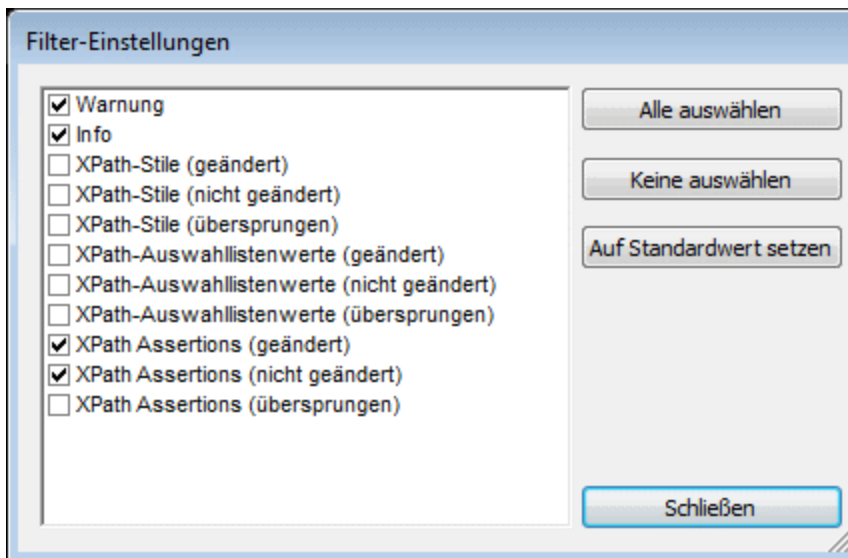 Filter-Einstellungen
Warnung
Info
XPath-Stile (geändert)
XPath-Stile (nicht geändert)
XPath-Stile (übersprungen)
XPath-Auswahllistenwerte (geändert)
XPath-Auswahllistenwerte (nicht geändert)
XPath-Auswahllistenwerte (übersprungen)
XPath Assertions (geändert)
XPath Assertions (nicht geändert)
XPath Assertions (übersprungen)
Alle auswählen
Keine auswählen
Auf Standardwert setzen
Schließen